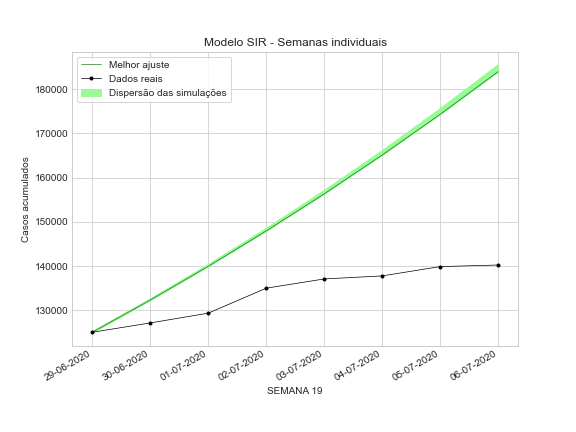 Modelo SIR - Semanas individuais
Melhor ajuste
Dados reais
Dispersão das simulações
Casos acumulados
180000
170000
160000
150000
140000
130000
29-06-2020
30-06-2020
01-07-2020
02-07-2020
03-07-2020
04-07-2020
05-07-2020
06-07-2020
SEMANA 19